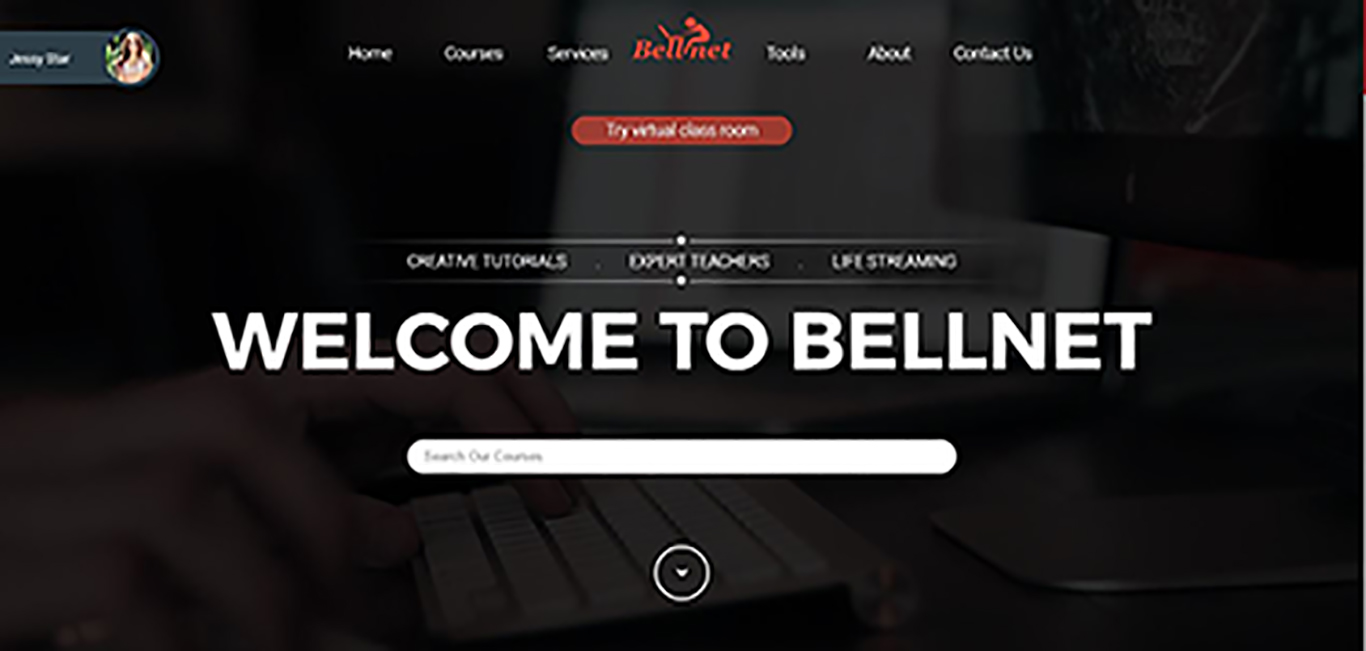 Jenny Star
Home Courses Services Bellnet Tools About Contact Us
Try virtual class room
CREATIVE TUTORIALS . EXPERT TEACHERS . LIFE STREAMING
WELCOME TO BELLNET
Search Our Courses